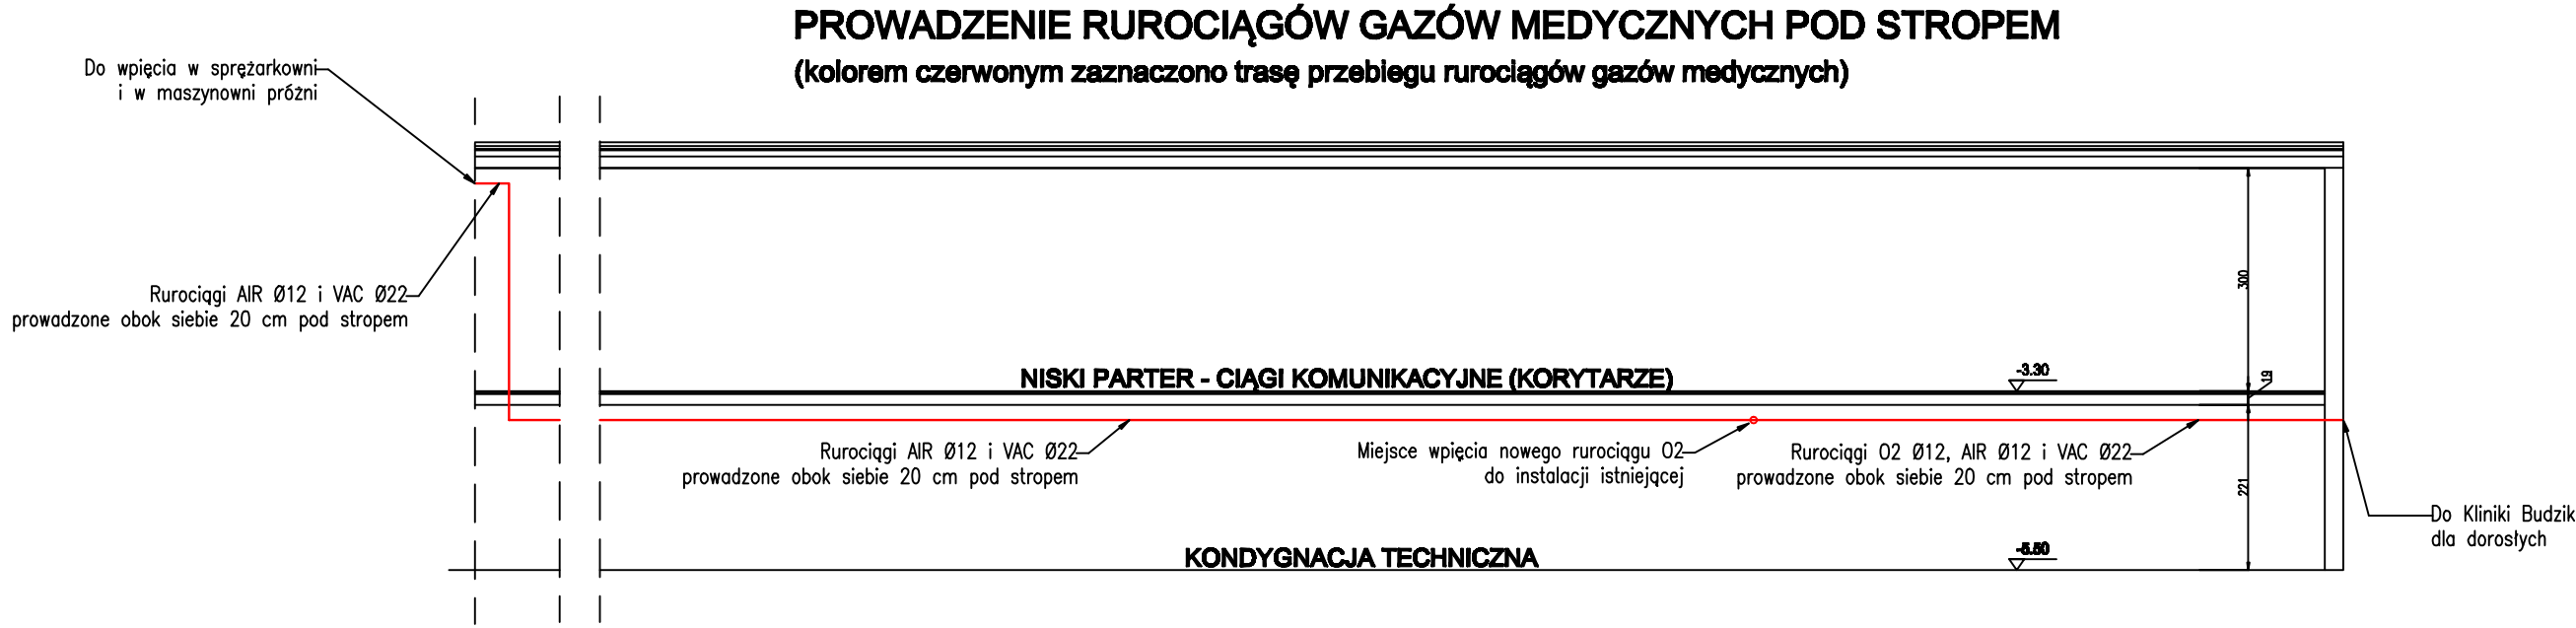 PROWADZENIE RUROCIĄGÓW GAZÓW MEDYCZNYCH POD STROPEM
(kolorem czerwonym zaznaczono trasę przebiegu rurociągów gazów medycznych)
Do wpięcia w sprężarkowni
i w maszynowni próżni
Rurociągi AIR Ø12 i VAC Ø22
prowadzone obok siebie 20 cm pod stropem
300
NISKI PARTER - CIĄGI KOMUNIKACYJNE (KORYTARZE)
-3.30
19
Rurociągi AIR Ø12 i VAC Ø22
prowadzone obok siebie 20 cm pod stropem
Miejsce wpięcia nowego rurociągu O2
do instalacji istniejącej
Rurociągi O2 Ø12, AIR Ø12 i VAC Ø22
prowadzone obok siebie 20 cm pod stropem
221
Do Kliniki Budzik
dla dorosłych
KONDYGNACJA TECHNICZNA
-5.50